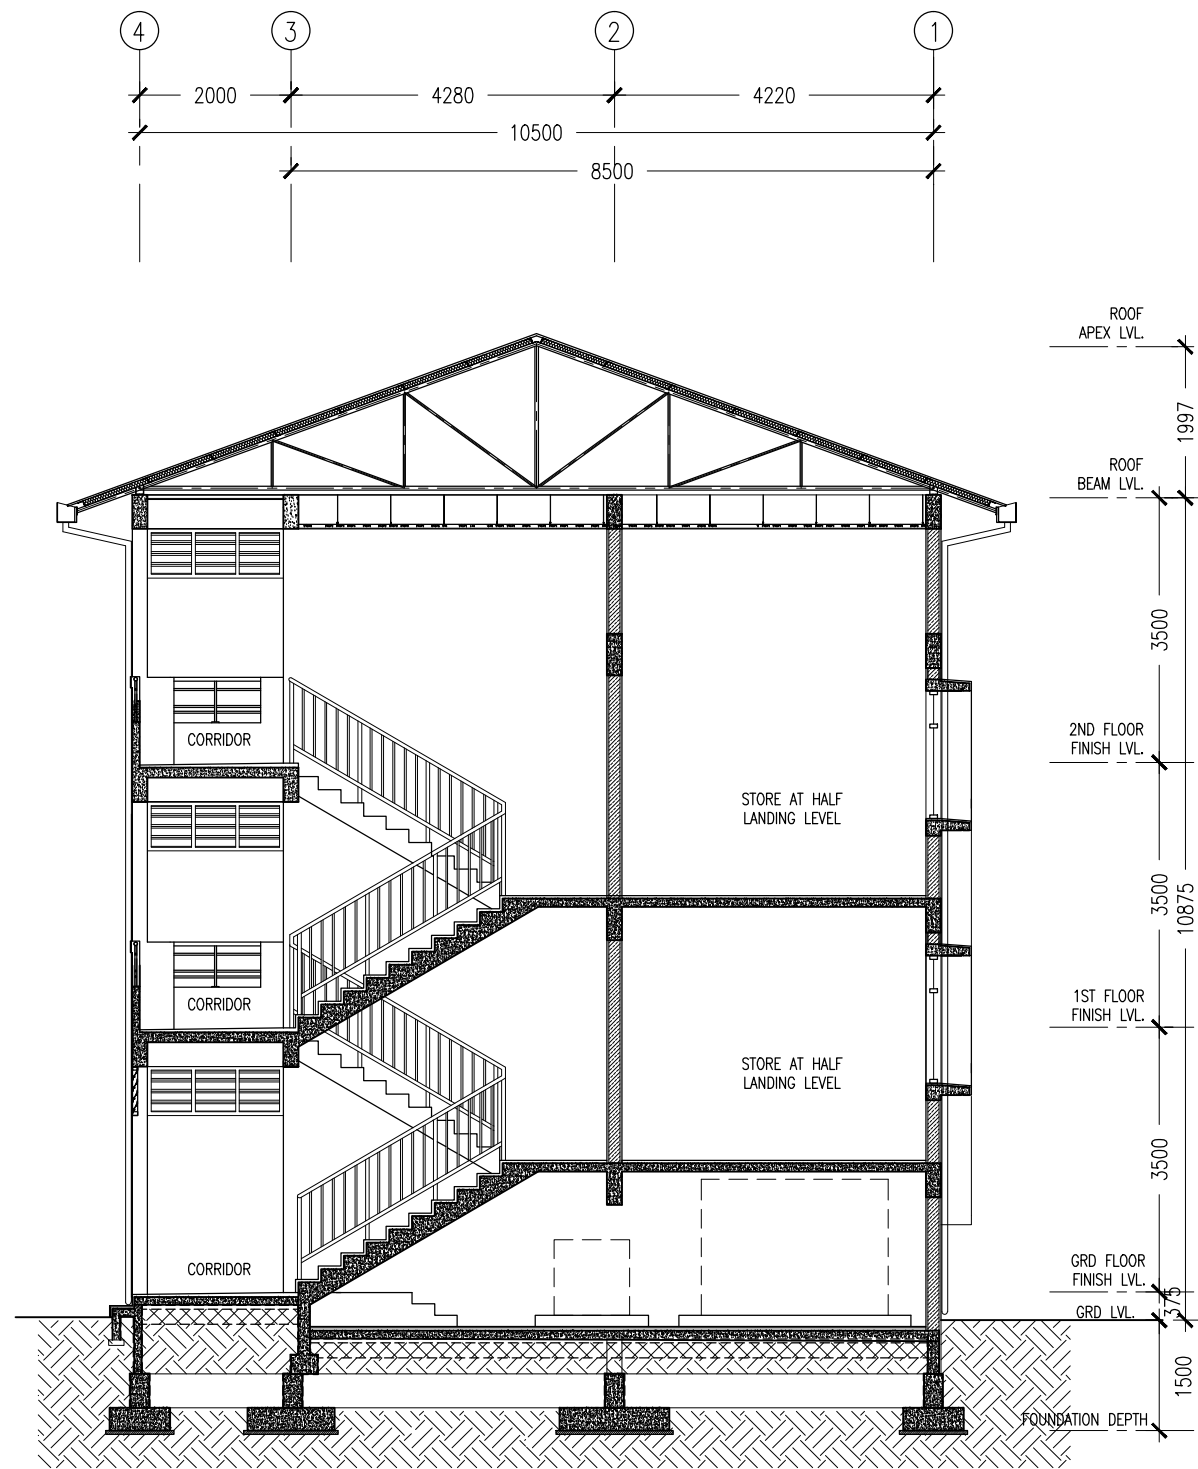 4 3 2 1
2000 4280 4220
10500
8500
ROOF
APEX LVL.
1997
ROOF
BEAM LVL.
3500
2ND FLOOR
FINISH LVL.
CORRIDOR
STORE AT HALF
LANDING LEVEL
3500
10875
1ST FLOOR
FINISH LVL.
CORRIDOR
STORE AT HALF
LANDING LEVEL
3500
CORRIDOR
GRD FLOOR
FINISH LVL.
375
GRD LVL.
1500
FOUNDATION DEPTH